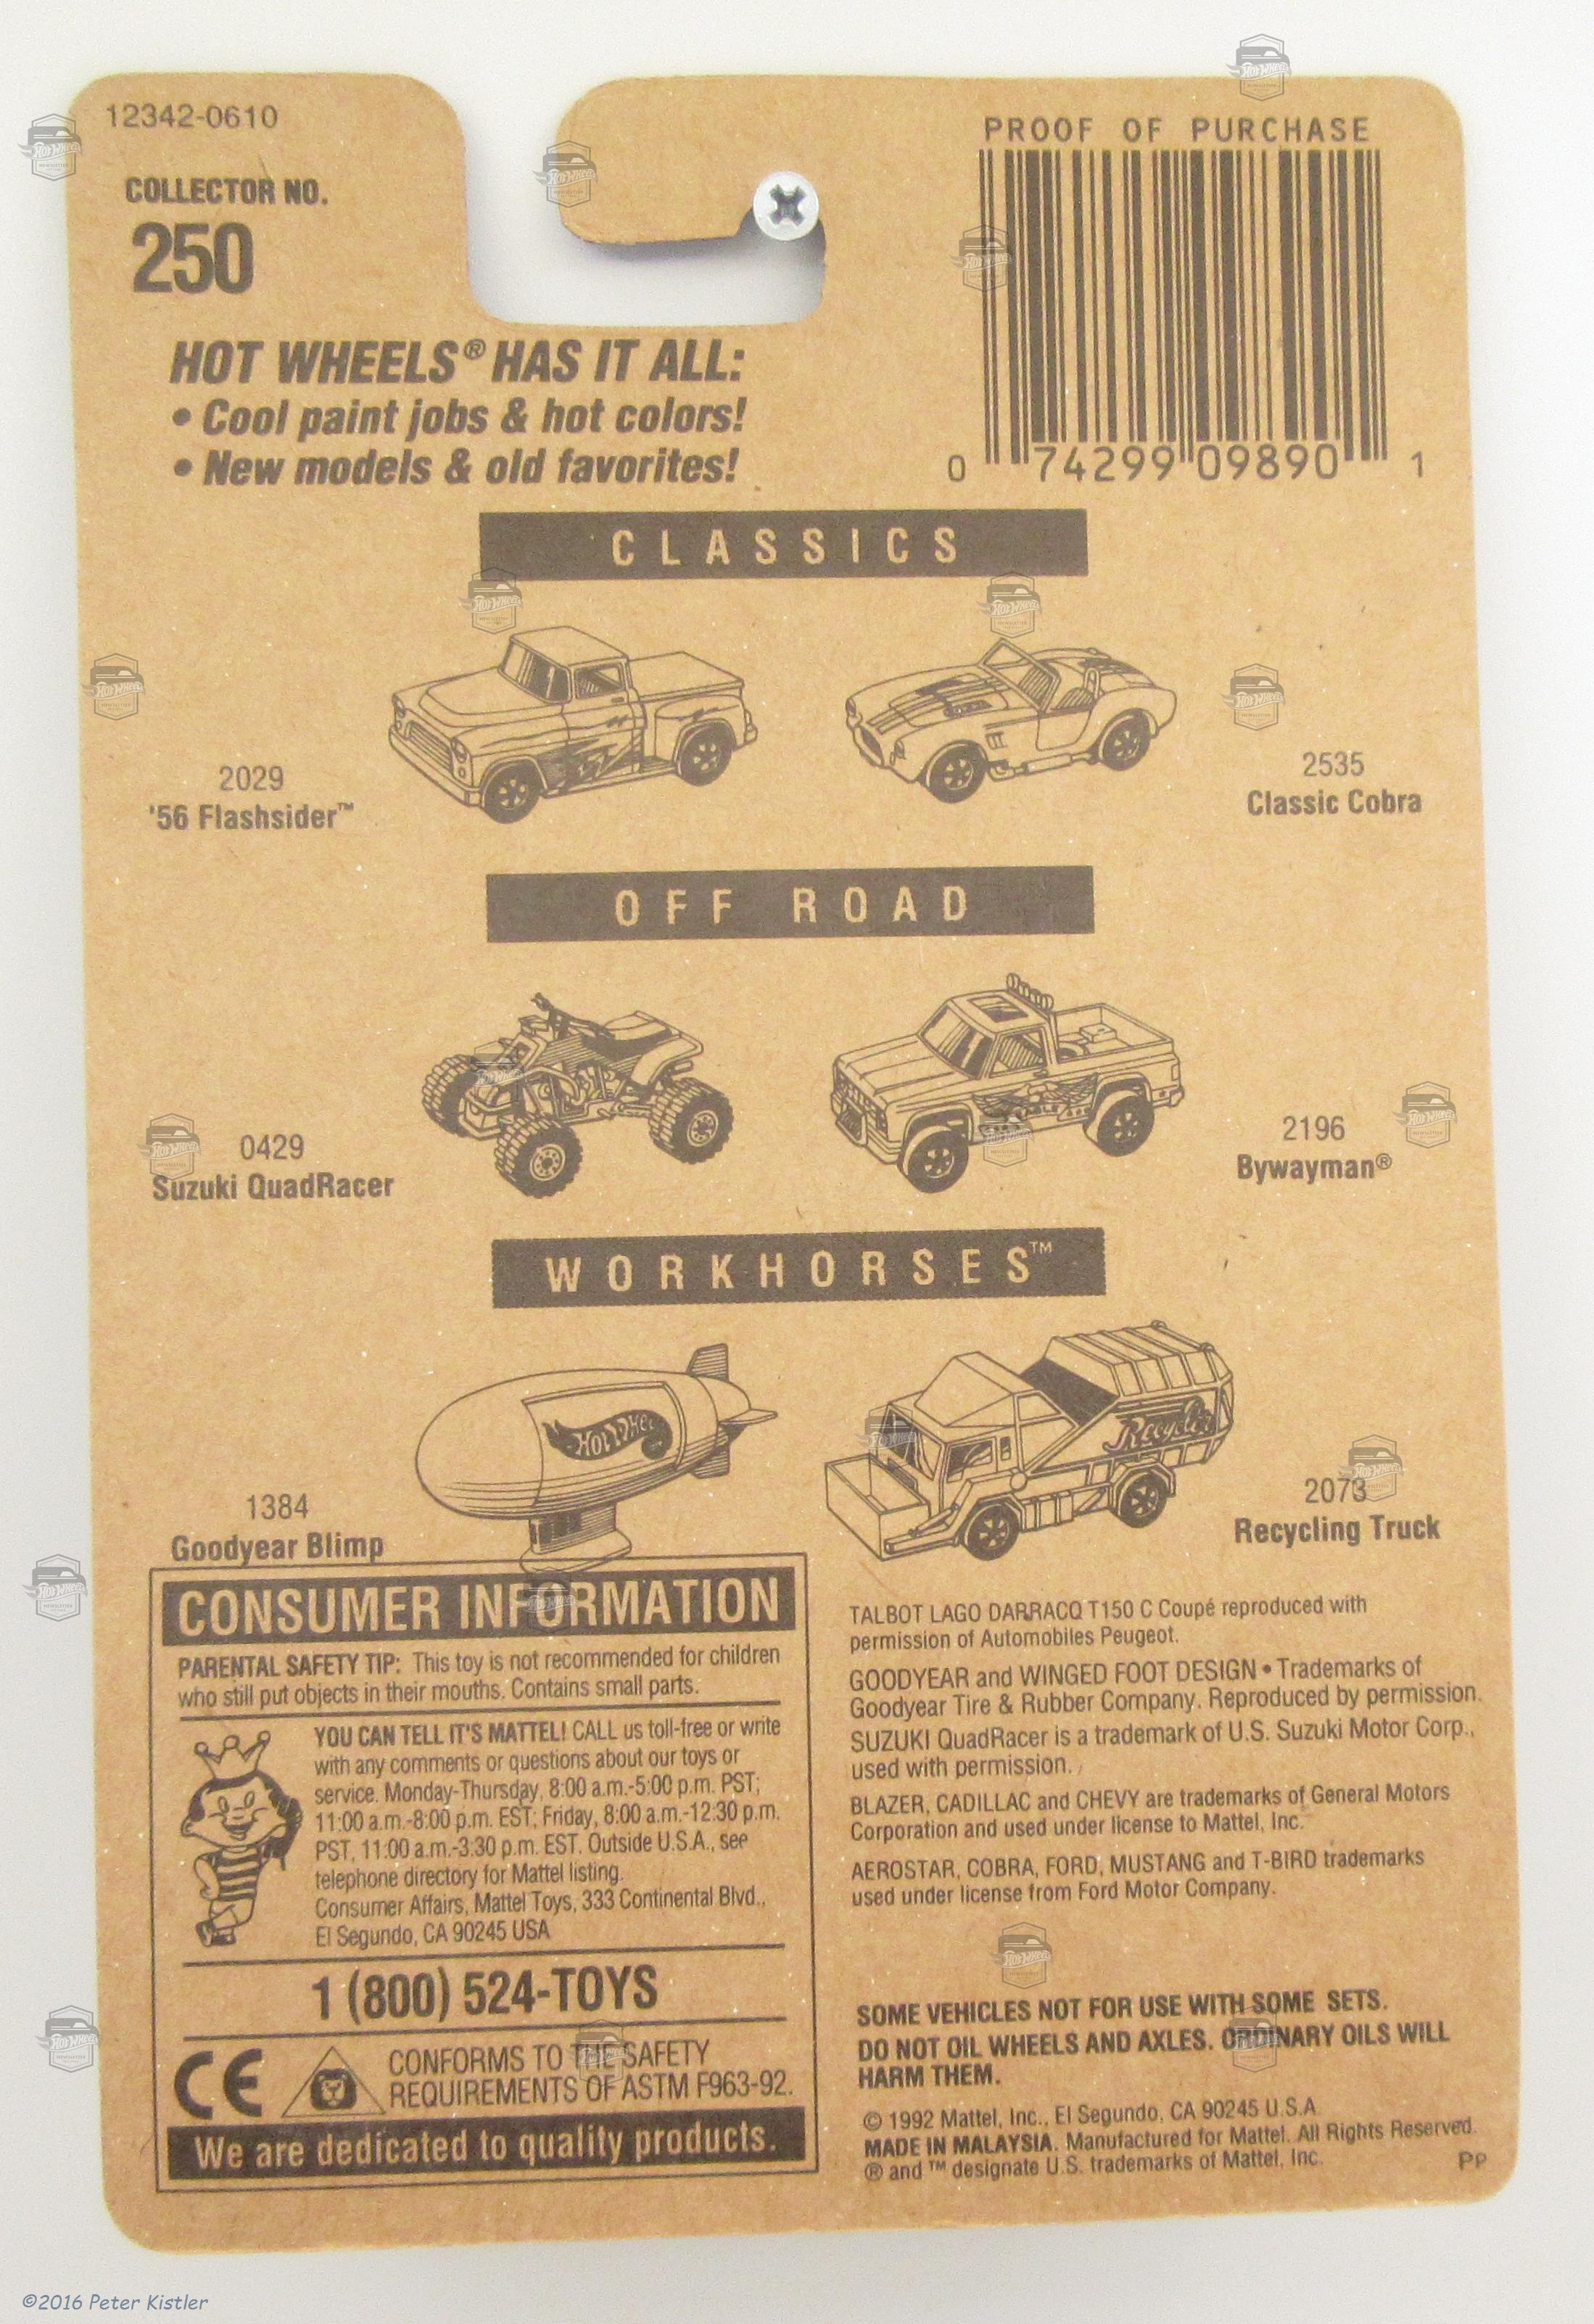 12342-0610
COLLECTOR NO.
250
PROOF OF PURCHASE
0 74299 09890 1
HOT WHEELS® HAS IT ALL:
• Cool paint jobs & hot colors!
• New models & old favorites!
CLASSICS
2029
'56 Flashsider™
2535
Classic Cobra
OFF ROAD
0429
Suzuki QuadRacer
2196
Bywayman®
WORKHORSES™
Hot Whee
Recycler
1384
Goodyear Blimp
2073
Recycling Truck
CONSUMER INFORMATION
PARENTAL SAFETY TIP: This toy is not recommended for children
who still put objects in their mouths. Contains small parts.
YOU CAN TELL IT'S MATTEL! CALL us toll-free or write
with any comments or questions about our toys or
service. Monday-Thursday, 8:00 a.m.-5:00 p.m. PST;
11:00 a.m.-8:00 p.m. EST; Friday, 8:00 a.m.-12:30 p.m.
PST, 11:00 a.m.-3:30 p.m. EST. Outside U.S.A., see
telephone directory for Mattel listing.
Consumer Affairs, Mattel Toys, 333 Continental Blvd.,
El Segundo, CA 90245 USA
1 (800) 524-TOYS
CE
CONFORMS TO THE SAFETY
REQUIREMENTS OF ASTM F963-92.
We are dedicated to quality products.
TALBOT LAGO DARRACQ T150 C Coupé reproduced with
permission of Automobiles Peugeot.
GOODYEAR and WINGED FOOT DESIGN • Trademarks of
Goodyear Tire & Rubber Company. Reproduced by permission.
SUZUKI QuadRacer is a trademark of U.S. Suzuki Motor Corp.,
used with permission.
BLAZER, CADILLAC and CHEVY are trademarks of General Motors
Corporation and used under license to Mattel, Inc.
AEROSTAR, COBRA, FORD, MUSTANG and T-BIRD trademarks
used under license from Ford Motor Company.
SOME VEHICLES NOT FOR USE WITH SOME SETS.
DO NOT OIL WHEELS AND AXLES. ORDINARY OILS WILL
HARM THEM.
© 1992 Mattel, Inc., El Segundo, CA 90245 U.S.A.
MADE IN MALAYSIA. Manufactured for Mattel. All Rights Reserved.
® and ™ designate U.S. trademarks of Mattel, Inc.
PP
©2016 Peter Kistler